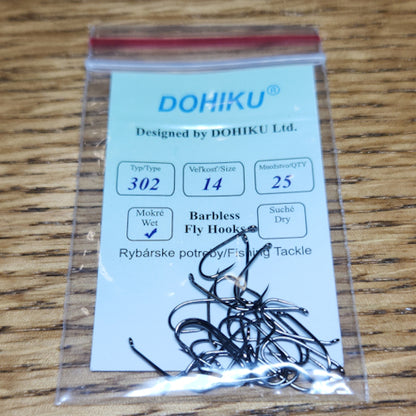 DOHIKU®
Designed by DOHIKU Ltd.
Typ/Type Veľkosť/Size Množstvo/QTY
302 14 25
Mokré Barbless Suché
Wet Fly Hooks Dry
Rybárske potreby/Fishing Tackle